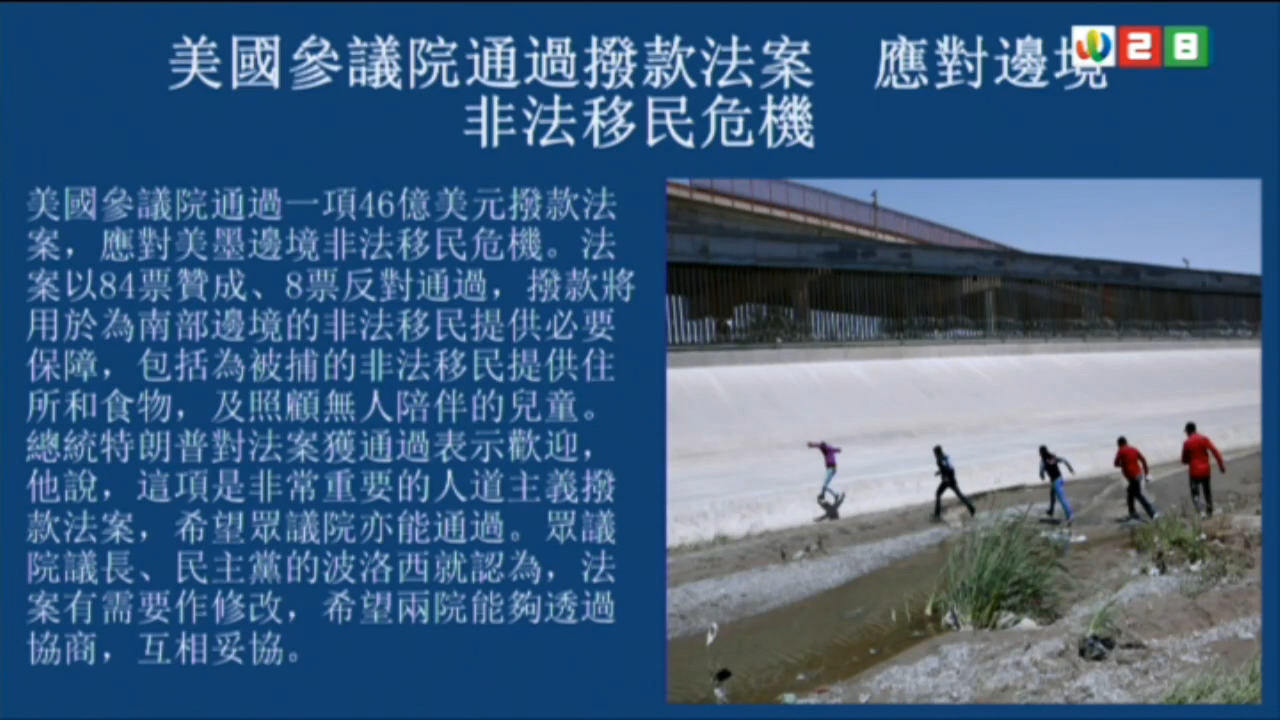 美國參議院通過撥款法案　應對邊境
28
非法移民危機
美國參議院通過一項46億美元撥款法
案，應對美墨邊境非法移民危機。法
案以84票贊成、8票反對通過，撥款將
用於為南部邊境的非法移民提供必要
保障，包括為被捕的非法移民提供住
所和食物，及照顧無人陪伴的兒童。
總統特朗普對法案獲通過表示歡迎，
他說，這項是非常重要的人道主義撥
款法案，希望眾議院亦能通過。眾議
院議長、民主黨的波洛西就認為，法
案有需要作修改，希望兩院能夠透過
協商，互相妥協。